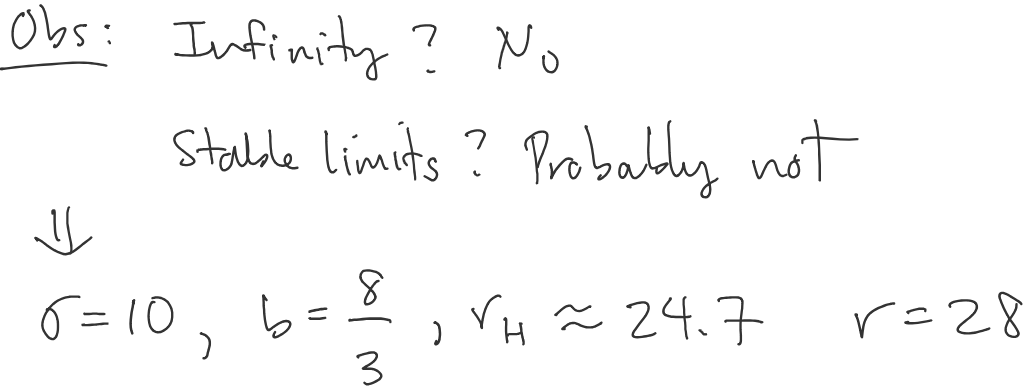 Obs: Infinity? No
Stable limits? Probably not
⇓
σ = 10, b = 8/3, r_H ≈ 24.7 r = 28